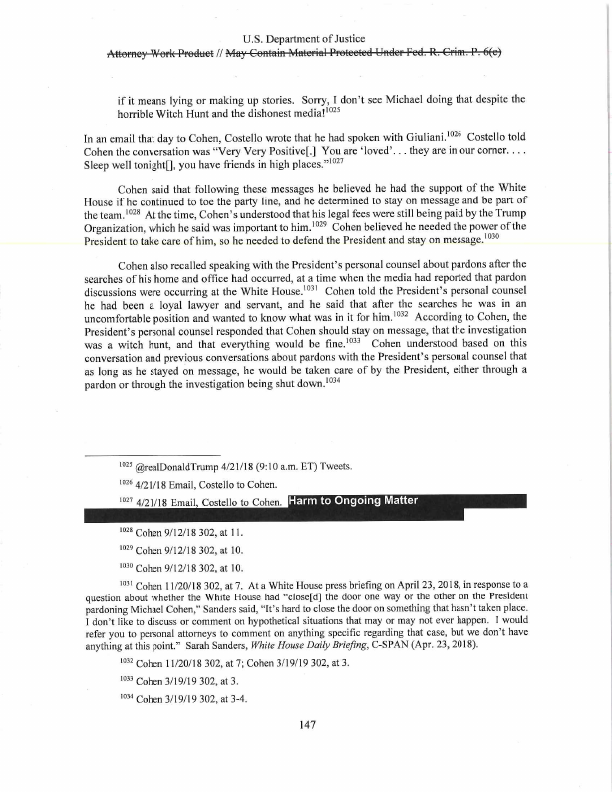 U.S. Department of Justice
Attorney Work Product // May Contain Material Protected Under Fed. R. Crim. P. 6(e)
if it means lying or making up stories. Sorry, I don't see Michael doing that despite the
horrible Witch Hunt and the dishonest media!1025
In an email that day to Cohen, Costello wrote that he had spoken with Giuliani.1026 Costello told
Cohen the conversation was “Very Very Positive[.] You are ‘loved’ . . . they are in our corner. . . .
Sleep well tonight[], you have friends in high places.”1027
Cohen said that following these messages he believed he had the support of the White
House if he continued to toe the party line, and he determined to stay on message and be part of
the team.1028 At the time, Cohen's understood that his legal fees were still being paid by the Trump
Organization, which he said was important to him.1029 Cohen believed he needed the power of the
President to take care of him, so he needed to defend the President and stay on message.1030
Cohen also recalled speaking with the President's personal counsel about pardons after the
searches of his home and office had occurred, at a time when the media had reported that pardon
discussions were occurring at the White House.1031 Cohen told the President's personal counsel
he had been a loyal lawyer and servant, and he said that after the searches he was in an
uncomfortable position and wanted to know what was in it for him.1032 According to Cohen, the
President's personal counsel responded that Cohen should stay on message, that the investigation
was a witch hunt, and that everything would be fine.1033 Cohen understood based on this
conversation and previous conversations about pardons with the President's personal counsel that
as long as he stayed on message, he would be taken care of by the President, either through a
pardon or through the investigation being shut down.1034
1025 @realDonaldTrump 4/21/18 (9:10 a.m. ET) Tweets.
1026 4/21/18 Email, Costello to Cohen.
1027 4/21/18 Email, Costello to Cohen. Harm to Ongoing Matter
1028 Cohen 9/12/18 302, at 11.
1029 Cohen 9/12/18 302, at 10.
1030 Cohen 9/12/18 302, at 10.
1031 Cohen 11/20/18 302, at 7. At a White House press briefing on April 23, 2018, in response to a
question about whether the White House had “close[d] the door one way or the other on the President
pardoning Michael Cohen,” Sanders said, “It's hard to close the door on something that hasn't taken place.
I don't like to discuss or comment on hypothetical situations that may or may not ever happen. I would
refer you to personal attorneys to comment on anything specific regarding that case, but we don't have
anything at this point.” Sarah Sanders, White House Daily Briefing, C-SPAN (Apr. 23, 2018).
1032 Cohen 11/20/18 302, at 7; Cohen 3/19/19 302, at 3.
1033 Cohen 3/19/19 302, at 3.
1034 Cohen 3/19/19 302, at 3-4.
147